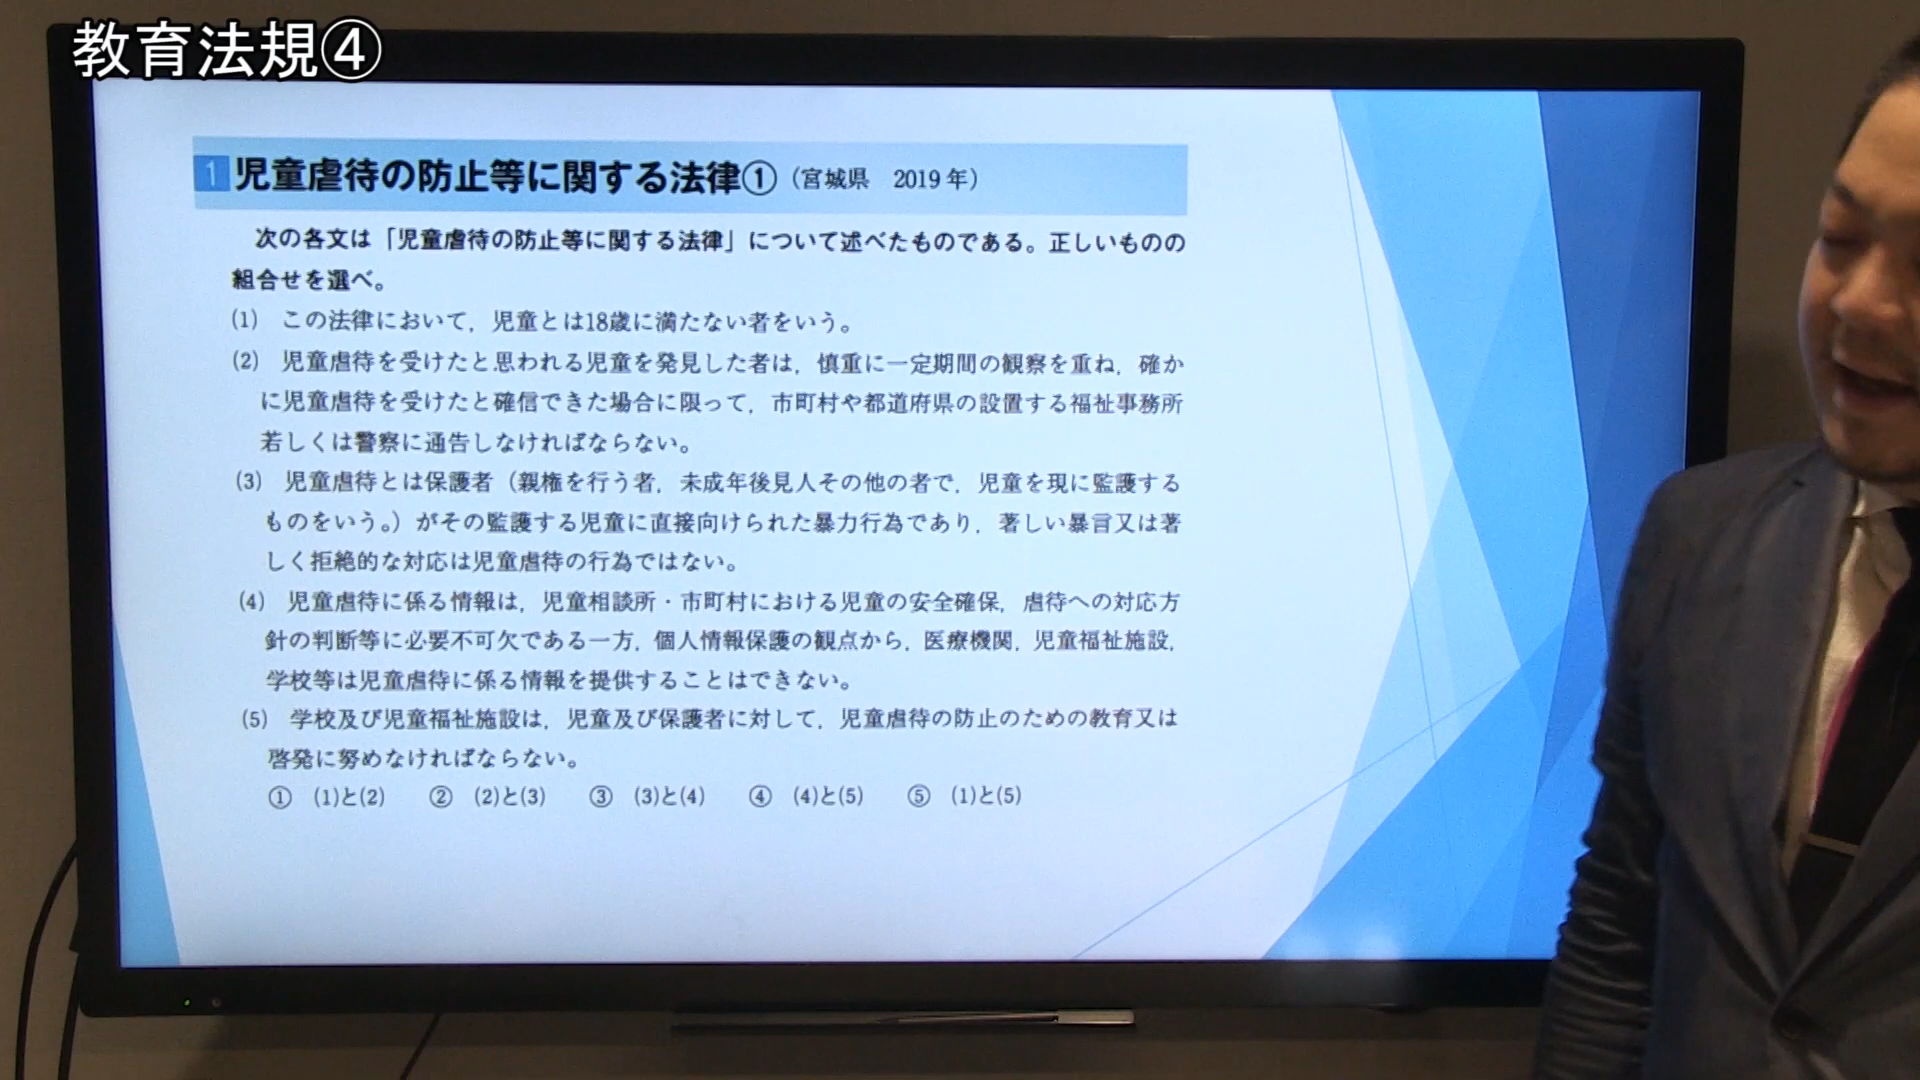 教育法規④
1 児童虐待の防止等に関する法律①（宮城県　2019年）
次の各文は「児童虐待の防止等に関する法律」について述べたものである。正しいものの
組合せを選べ。
(1)　この法律において，児童とは18歳に満たない者をいう。
(2)　児童虐待を受けたと思われる児童を発見した者は，慎重に一定期間の観察を重ね，確か
に児童虐待を受けたと確信できた場合に限って，市町村や都道府県の設置する福祉事務所
若しくは警察に通告しなければならない。
(3)　児童虐待とは保護者（親権を行う者，未成年後見人その他の者で，児童を現に監護する
ものをいう。）がその監護する児童に直接向けられた暴力行為であり，著しい暴言又は著
しく拒絶的な対応は児童虐待の行為ではない。
(4)　児童虐待に係る情報は，児童相談所・市町村における児童の安全確保，虐待への対応方
針の判断等に必要不可欠である一方，個人情報保護の観点から，医療機関，児童福祉施設，
学校等は児童虐待に係る情報を提供することはできない。
(5)　学校及び児童福祉施設は，児童及び保護者に対して，児童虐待の防止のための教育又は
啓発に努めなければならない。
①　(1)と(2)　②　(2)と(3)　③　(3)と(4)　④　(4)と(5)　⑤　(1)と(5)